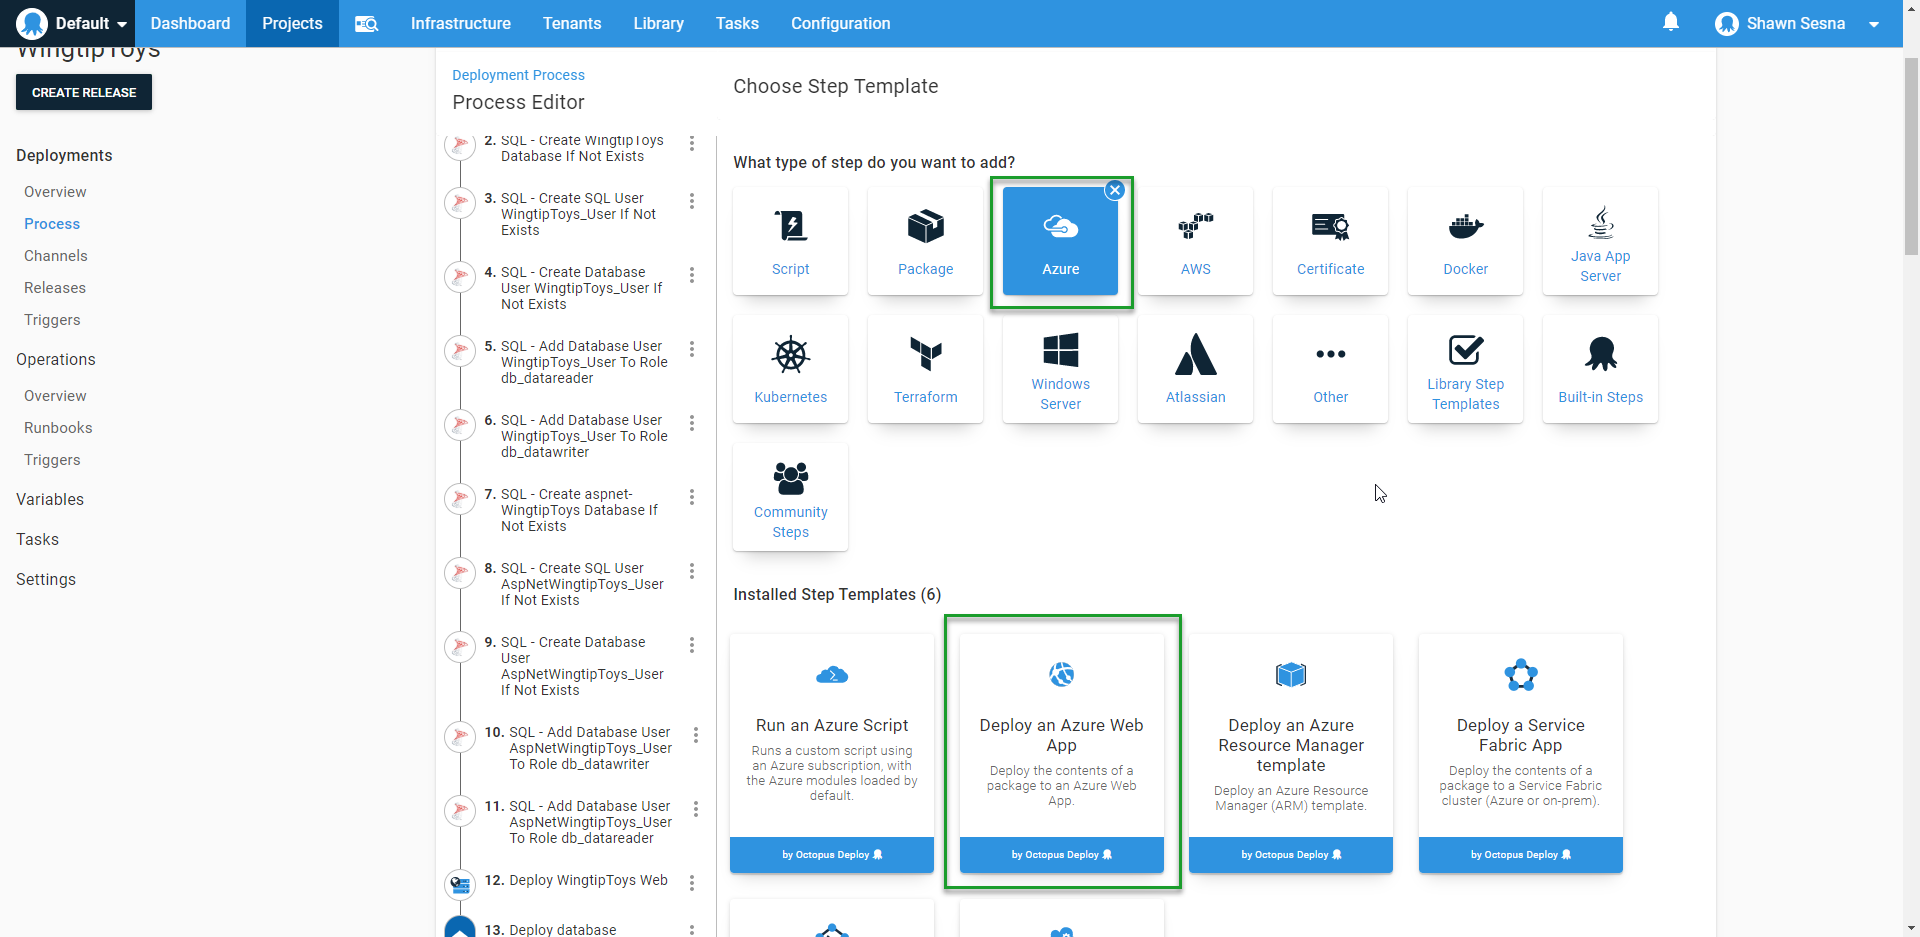 Default
Dashboard
Projects
Infrastructure
Tenants
Library
Tasks
Configuration
Shawn Sesna
WingtipToys
CREATE RELEASE
Deployments
Overview
Process
Channels
Releases
Triggers
Operations
Overview
Runbooks
Triggers
Variables
Tasks
Settings
Deployment Process
Process Editor
2. SQL - Create WingtipToys
Database If Not Exists
3. SQL - Create SQL User
WingtipToys_User If Not
Exists
4. SQL - Create Database
User WingtipToys_User If
Not Exists
5. SQL - Add Database User
WingtipToys_User To Role
db_datareader
6. SQL - Add Database User
WingtipToys_User To Role
db_datawriter
7. SQL - Create aspnet-
WingtipToys Database If
Not Exists
8. SQL - Create SQL User
AspNetWingtipToys_User
If Not Exists
9. SQL - Create Database
User
AspNetWingtipToys_User
If Not Exists
10. SQL - Add Database User
AspNetWingtipToys_User
To Role db_datawriter
11. SQL - Add Database User
AspNetWingtipToys_User
To Role db_datareader
12. Deploy WingtipToys Web
13. Deploy database
Choose Step Template
What type of step do you want to add?
Script
Package
Azure
AWS
Certificate
Docker
Java App
Server
Kubernetes
Terraform
Windows
Server
Atlassian
Other
Library Step
Templates
Built-in Steps
Community
Steps
Installed Step Templates (6)
Run an Azure Script
Runs a custom script using
an Azure subscription, with
the Azure modules loaded by
default.
by Octopus Deploy
Deploy an Azure Web
App
Deploy the contents of a
package to an Azure Web
App.
by Octopus Deploy
Deploy an Azure
Resource Manager
template
Deploy an Azure Resource
Manager (ARM) template.
by Octopus Deploy
Deploy a Service
Fabric App
Deploy the contents of a
package to a Service Fabric
cluster (Azure or on-prem).
by Octopus Deploy